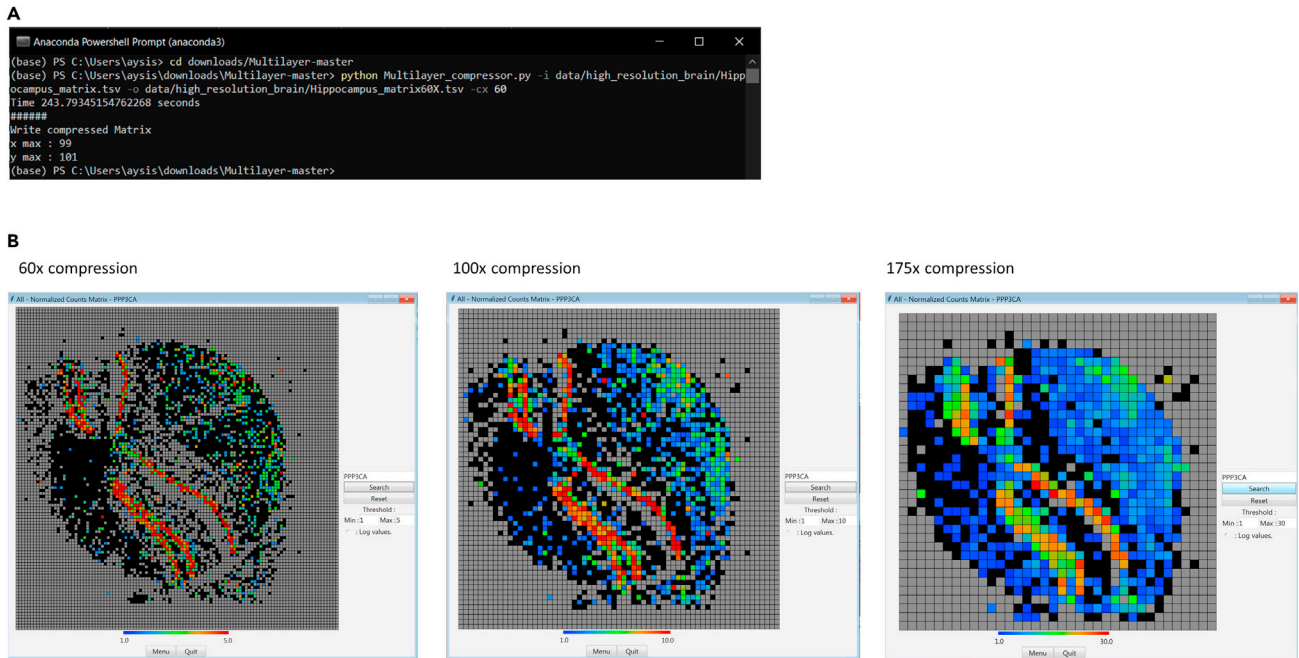 A
Anaconda Powershell Prompt (anaconda3)
(base) PS C:\Users\aysis> cd downloads/Multilayer-master
(base) PS C:\Users\aysis\downloads\Multilayer-master> python Multilayer_compressor.py -i data/high_resolution_brain/Hipp
ocampus_matrix.tsv -o data/high_resolution_brain/Hippocampus_matrix60X.tsv -cx 60
Time 243.79345154762268 seconds
######
Write compressed Matrix
x max : 99
y max : 101
(base) PS C:\Users\aysis\downloads\Multilayer-master>
B
60x compression
All - Normalized Counts Matrix - PPP3CA
PPP3CA
Search
Reset
Threshold :
Min :1 Max :5
: Log values.
1.0 5.0
Menu Quit
100x compression
All - Normalized Counts Matrix - PPP3CA
PPP3CA
Search
Reset
Threshold :
Min :1 Max :10
: Log values.
1.0 10.0
Menu Quit
175x compression
All - Normalized Counts Matrix - PPP3CA
PPP3CA
Search
Reset
Threshold :
Min :1 Max :30
: Log values.
1.0 30.0
Menu Quit